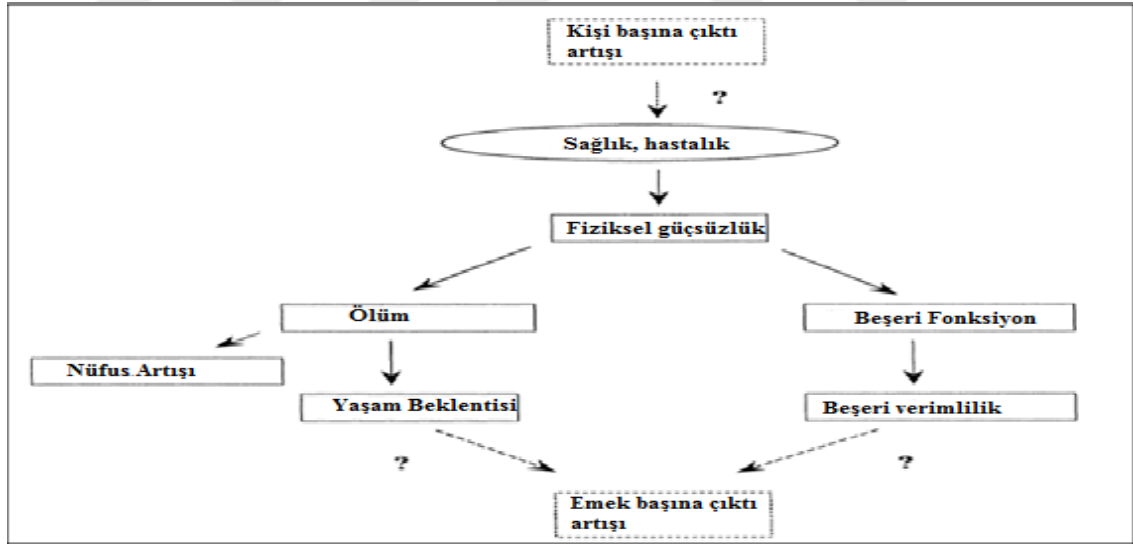 Kişi başına çıktı
artışı
?
Sağlık, hastalık
Fiziksel güçsüzlük
Ölüm
Beşeri Fonksiyon
Nüfus Artışı
Yaşam Beklentisi
Beşeri verimlilik
?
?
Emek başına çıktı
artışı